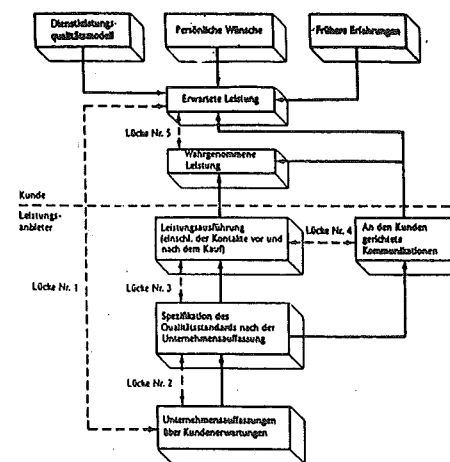 Dienstleistungs-
qualitätsmodell
Persönliche Wünsche
Frühere Erfahrungen
Erwartete Leistung
Lücke Nr. 5
Wahrgenommene
Leistung
Kunde
Leistungs-
anbieter
Leistungsausführung
(einschl. der Kontakte vor und
nach dem Kauf)
Lücke Nr. 4
An den Kunden
gerichtete
Kommunikationen
Lücke Nr. 1
Lücke Nr. 3
Spezifikation des
Qualitätsstandards nach der
Unternehmensauffassung
Lücke Nr. 2
Unternehmensauffassungen
über Kundenerwartungen